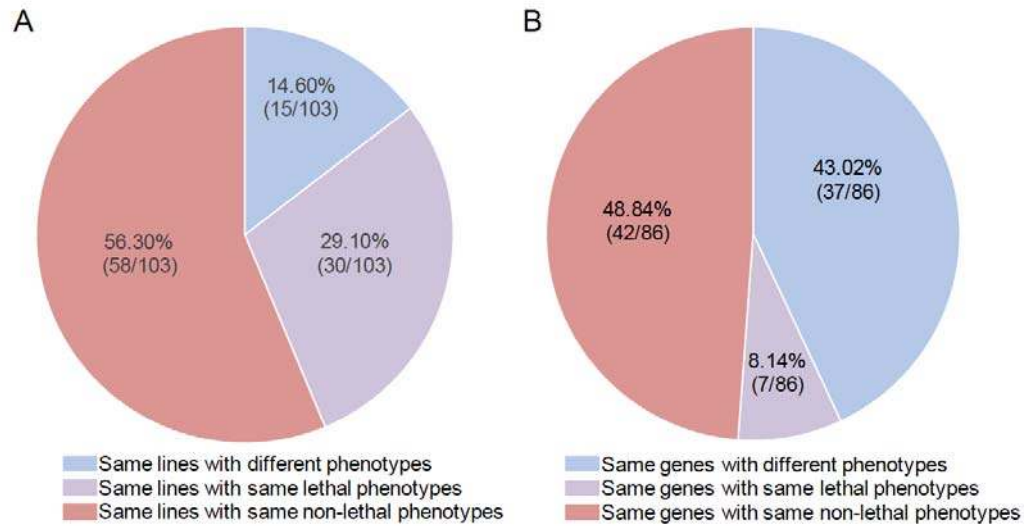 A
14.60%
(15/103)
29.10%
(30/103)
56.30%
(58/103)
Same lines with different phenotypes
Same lines with same lethal phenotypes
Same lines with same non-lethal phenotypes
B
43.02%
(37/86)
48.84%
(42/86)
8.14%
(7/86)
Same genes with different phenotypes
Same genes with same lethal phenotypes
Same genes with same non-lethal phenotypes